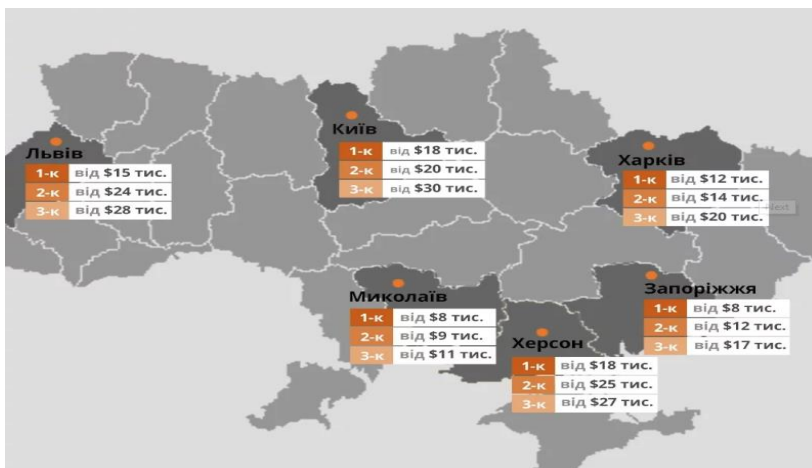 Київ
1-к від $18 тис.
2-к від $20 тис.
3-к від $30 тис.
Львів
1-к від $15 тис.
2-к від $24 тис.
3-к від $28 тис.
Харків
1-к від $12 тис.
2-к від $14 тис.
3-к від $20 тис.
Next
Миколаїв
1-к від $8 тис.
2-к від $9 тис.
3-к від $11 тис.
Запоріжжя
1-к від $8 тис.
2-к від $12 тис.
3-к від $17 тис.
Херсон
1-к від $18 тис.
2-к від $25 тис.
3-к від $27 тис.